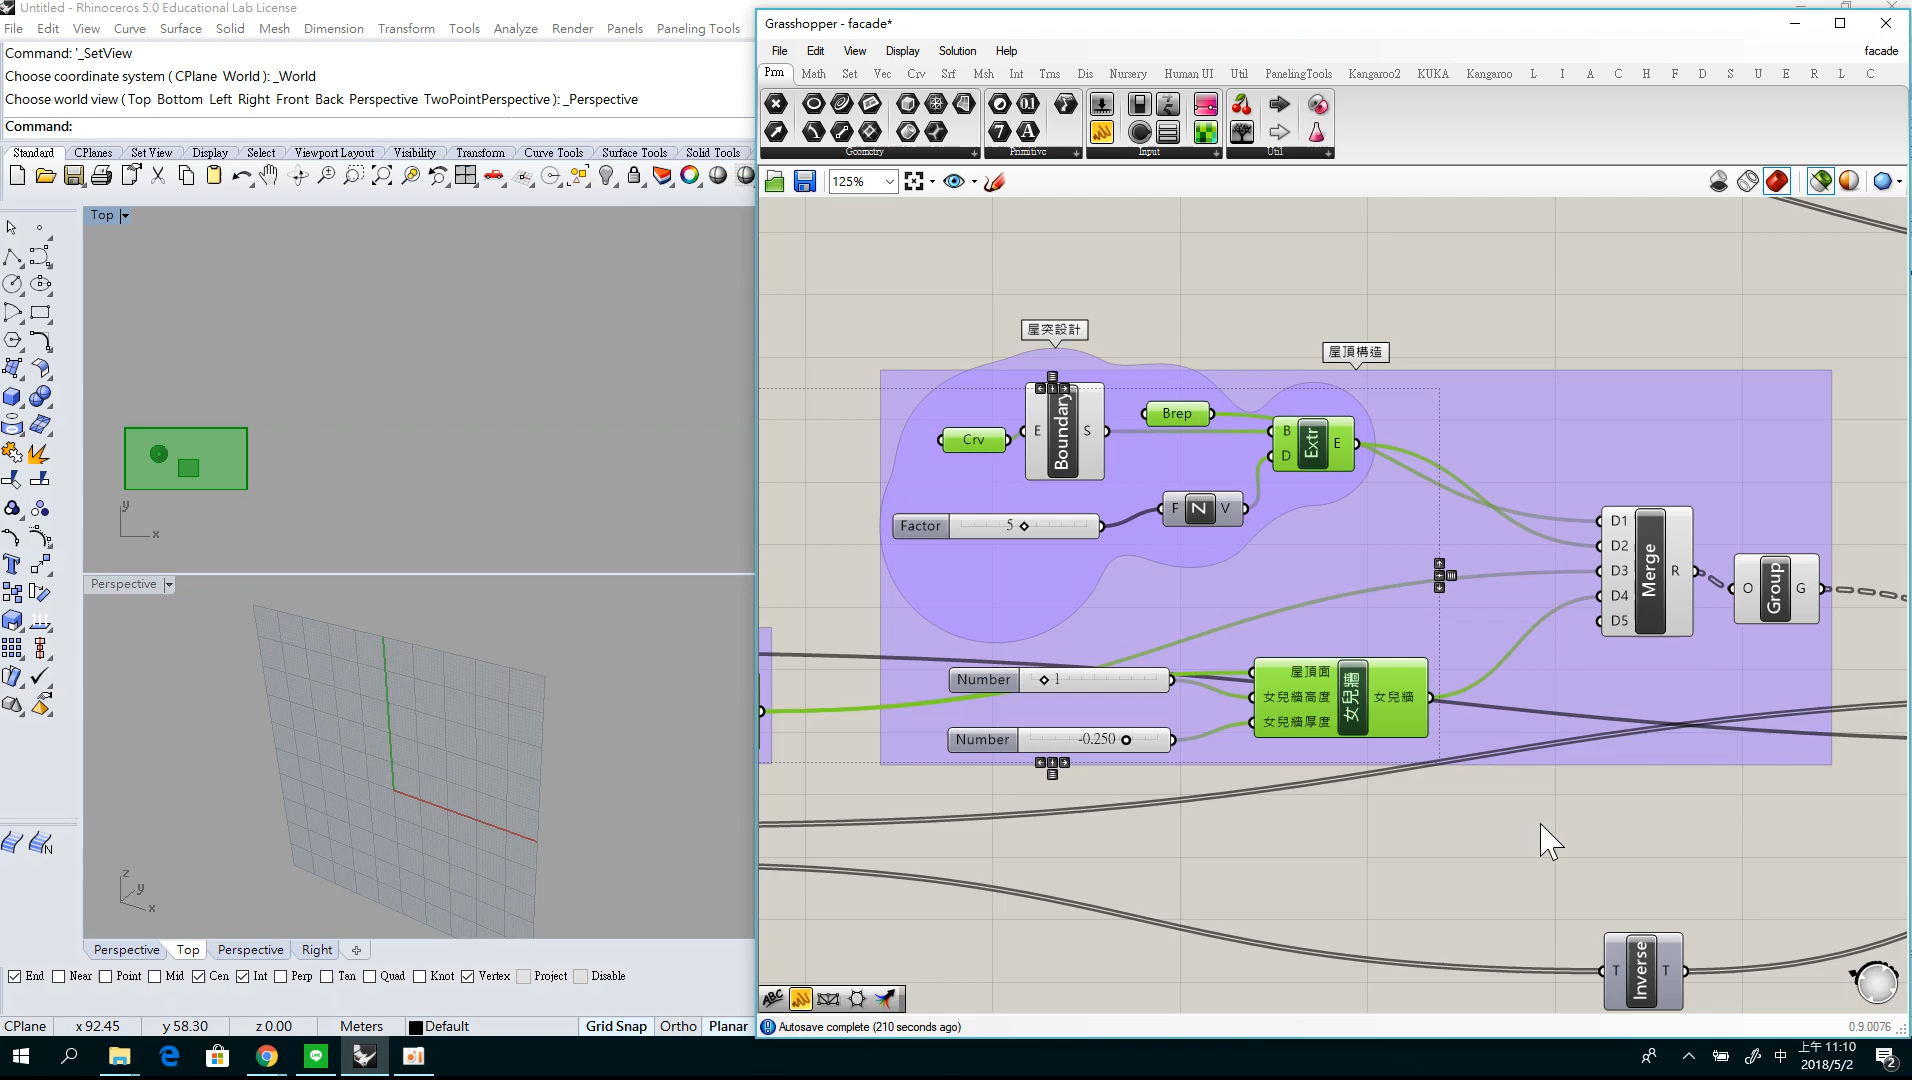 Untitled - Rhinoceros 5.0 Educational Lab License
File Edit View Curve Surface Solid Mesh Dimension Transform Tools Analyze Render Panels Paneling Tools
Command: '_SetView
Choose coordinate system ( CPlane World ): _World
Choose world view ( Top Bottom Left Right Front Back Perspective TwoPointPerspective ): _Perspective
Command:
Standard CPlanes Set View Display Select Viewport Layout Visibility Transform Curve Tools Surface Tools Solid Tools
Top
y
x
Perspective
z
y
x
Perspective Top Perspective Right
End Near Point Mid Cen Int Perp Tan Quad Knot Vertex Project Disable
CPlane x 92.45 y 58.30 z 0.00 Meters Default Grid Snap Ortho Planar
Grasshopper - facade*
File Edit View Display Solution Help facade
Prm Math Set Vec Crv Srf Msh Int Trns Dis Nursery Human UI Util PanelingTools Kangaroo2 KUKA Kangaroo L I A C H F D S U E R L C
Geometry Primitive Input Util
125%
屋突設計
屋頂構造
Crv
E Boundary S
Brep
B D Extr E
Factor 5
F Z V
D1
D2
D3
D4
D5
Merge R
O Group G
Number 1
Number -0.250
屋頂面
女兒牆高度
女兒牆厚度
女兒牆
女兒牆
T Inverse T
Autosave complete (210 seconds ago)
0.9.0076
中
上午 11:10
2018/5/2
2